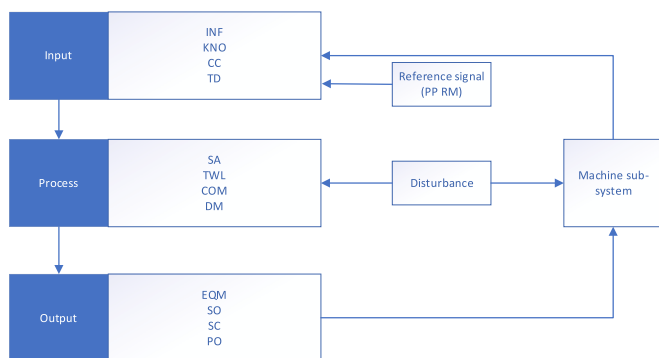 Input
INF
KNO
CC
TD
Reference signal
(PP RM)
Process
SA
TWL
COM
DM
Disturbance
Machine sub-
system
Output
EQM
SO
SC
PO